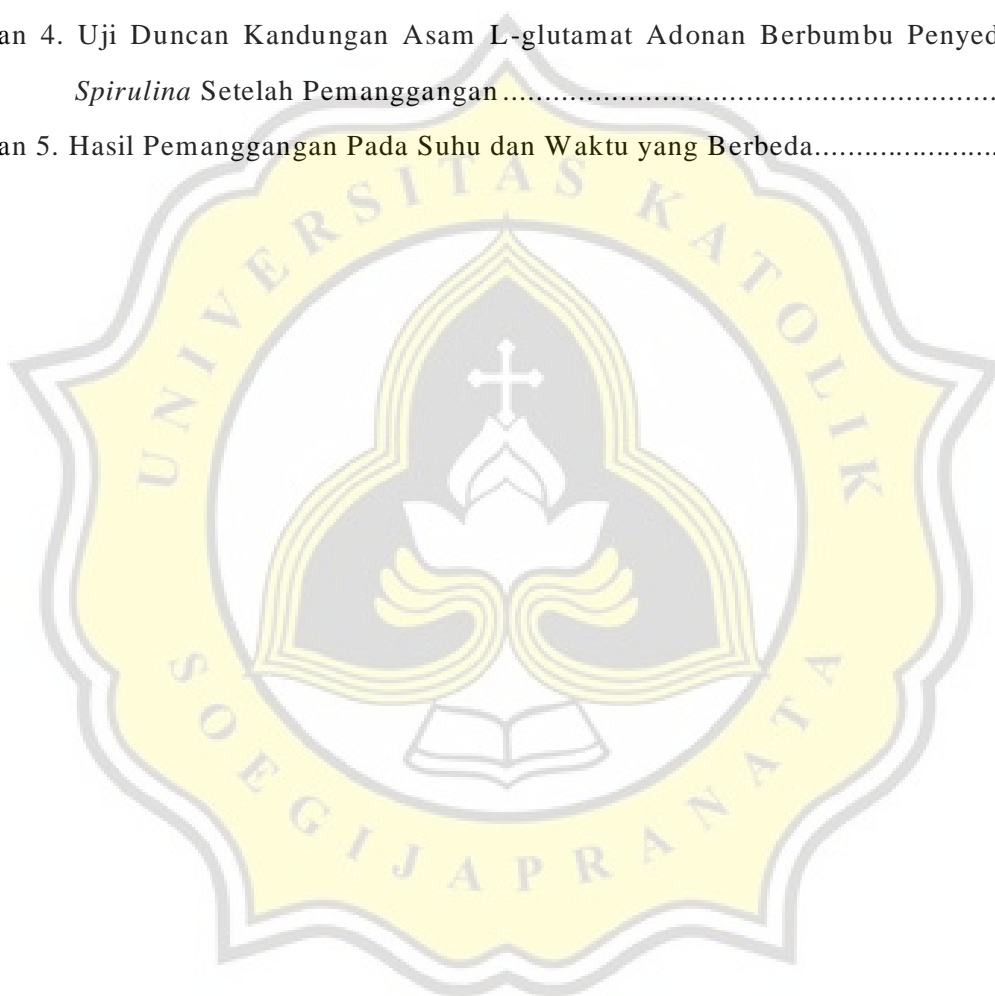 an 4. Uji Duncan Kandungan Asam L-glutamat Adonan Berbumbu Penyed
Spirulina Setelah Pemanggangan
an 5. Hasil Pemanggangan Pada Suhu dan Waktu yang Berbeda
UNIVERSITAS KATOLIK
SOEGIJAPRANATA